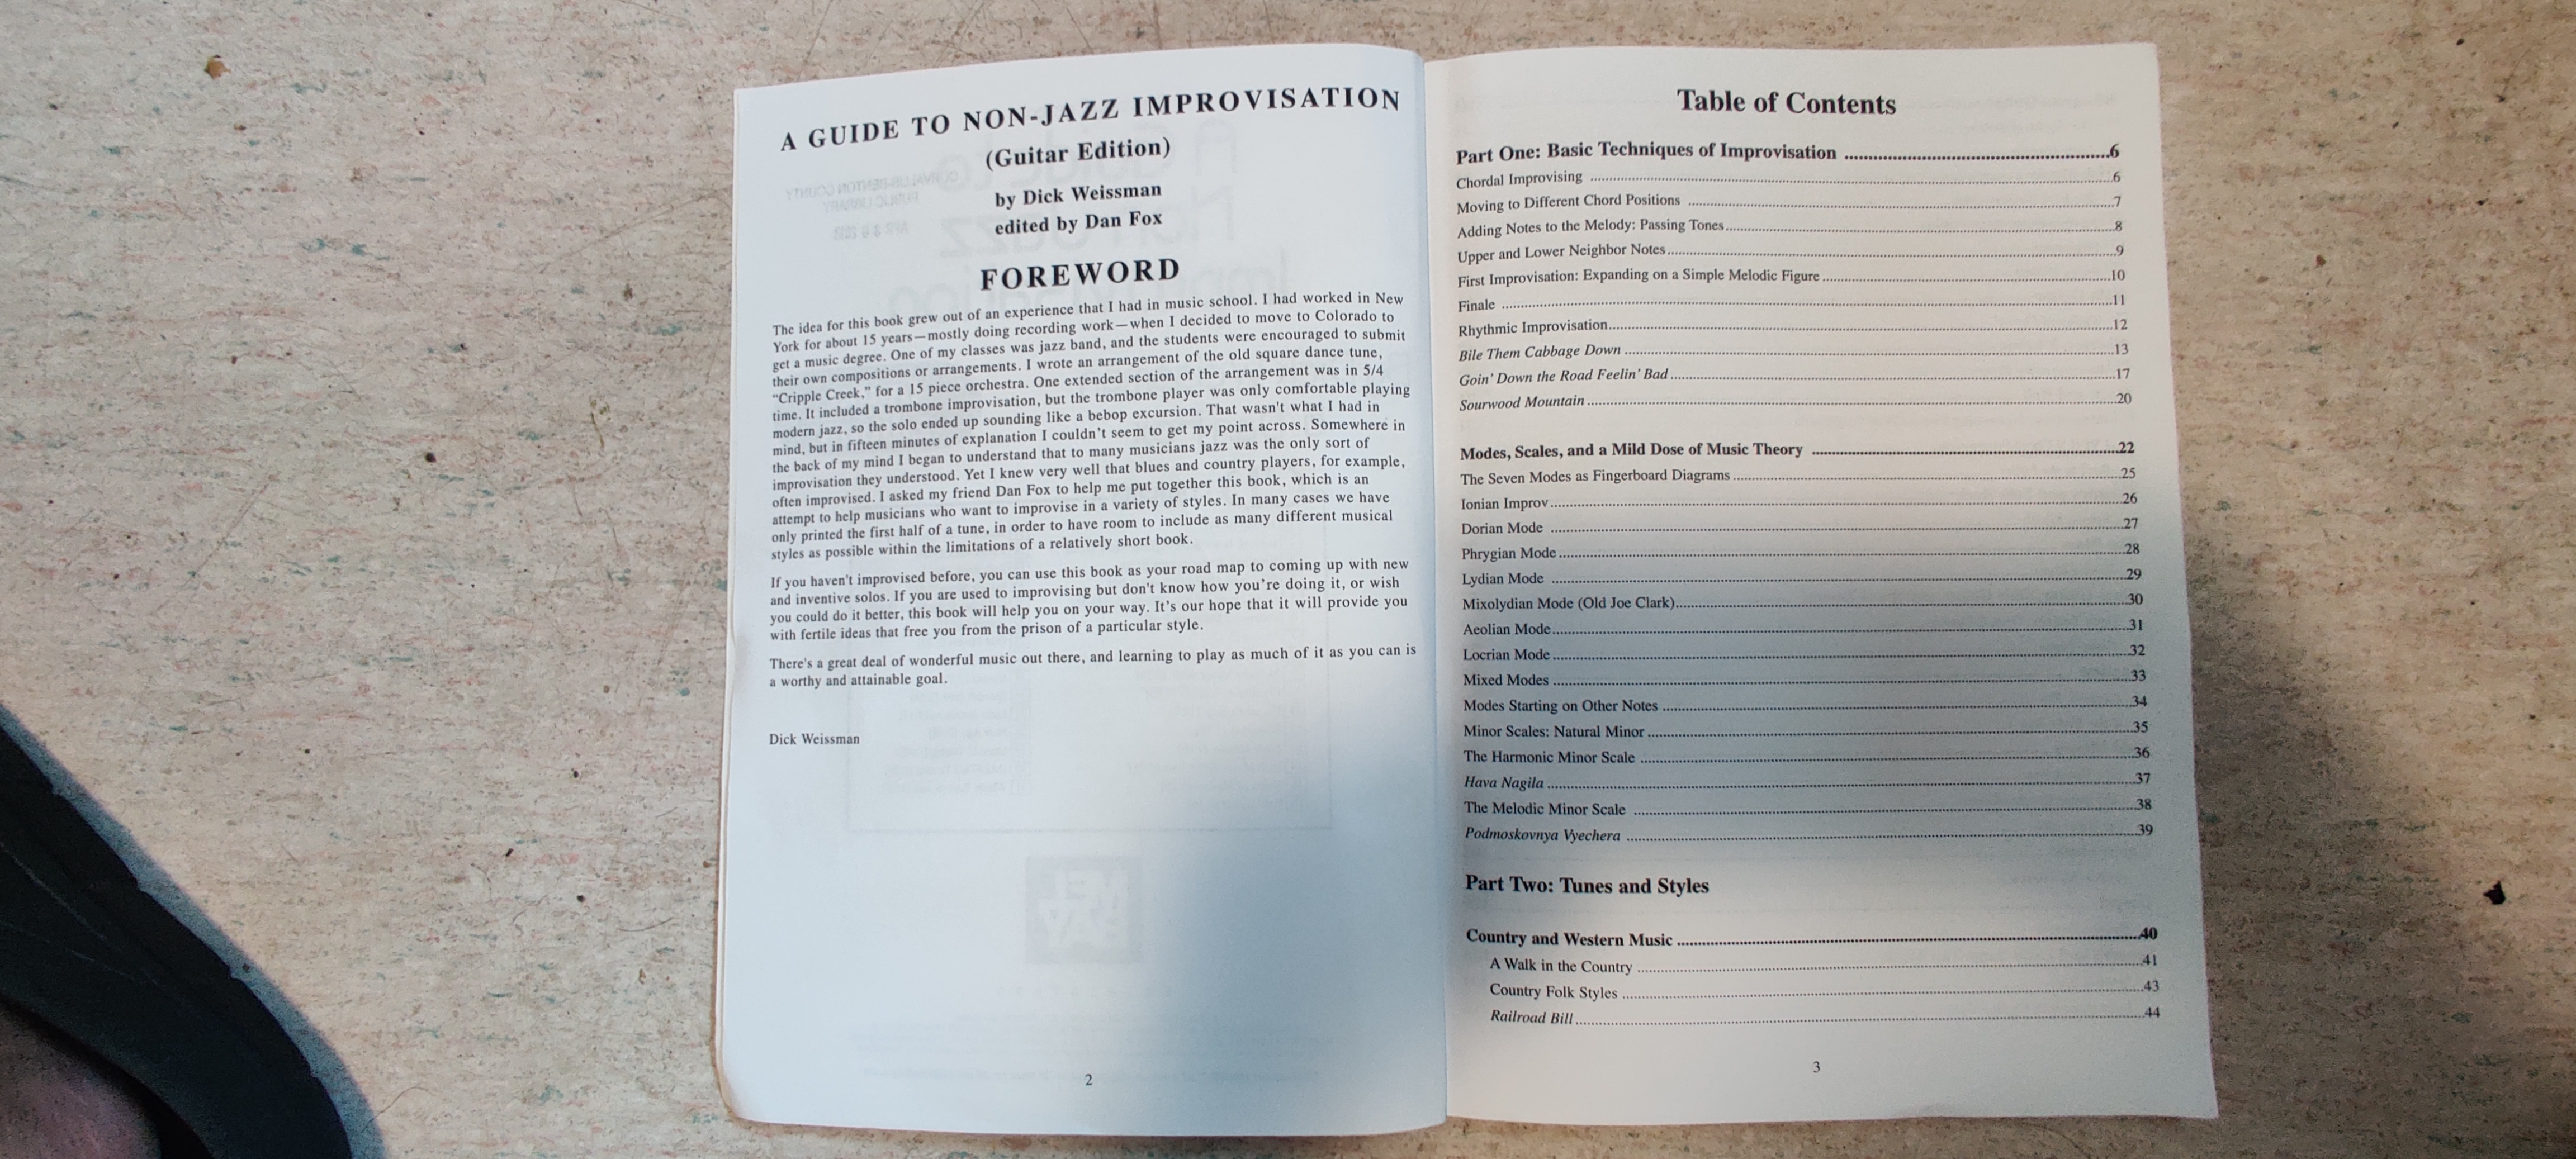 A GUIDE TO NON-JAZZ IMPROVISATION
(Guitar Edition)
by Dick Weissman
edited by Dan Fox
FOREWORD
The idea for this book grew out of an experience that I had in music school. I had worked in New
York for about 15 years—mostly doing recording work—when I decided to move to Colorado to
get a music degree. One of my classes was jazz band, and the students were encouraged to submit
their own compositions or arrangements. I wrote an arrangement of the old square dance tune,
“Cripple Creek,” for a 15 piece orchestra. One extended section of the arrangement was in 5/4
time. It included a trombone improvisation, but the trombone player was only comfortable playing
modern jazz, so the solo ended up sounding like a bebop excursion. That wasn't what I had in
mind, but in fifteen minutes of explanation I couldn’t seem to get my point across. Somewhere in
the back of my mind I began to understand that to many musicians jazz was the only sort of
improvisation they understood. Yet I knew very well that blues and country players, for example,
often improvised. I asked my friend Dan Fox to help me put together this book, which is an
attempt to help musicians who want to improvise in a variety of styles. In many cases we have
only printed the first half of a tune, in order to have room to include as many different musical
styles as possible within the limitations of a relatively short book.
If you haven't improvised before, you can use this book as your road map to coming up with new
and inventive solos. If you are used to improvising but don't know how you’re doing it, or wish
you could do it better, this book will help you on your way. It’s our hope that it will provide you
with fertile ideas that free you from the prison of a particular style.
There's a great deal of wonderful music out there, and learning to play as much of it as you can is
a worthy and attainable goal.
Dick Weissman
2
Table of Contents
Part One: Basic Techniques of Improvisation ........ 6
Chordal Improvising ........ 6
Moving to Different Chord Positions ........ 7
Adding Notes to the Melody: Passing Tones ........ 8
Upper and Lower Neighbor Notes ........ 9
First Improvisation: Expanding on a Simple Melodic Figure ........ 10
Finale ........ 11
Rhythmic Improvisation ........ 12
Bile Them Cabbage Down ........ 13
Goin’ Down the Road Feelin’ Bad ........ 17
Sourwood Mountain ........ 20
Modes, Scales, and a Mild Dose of Music Theory ........ 22
The Seven Modes as Fingerboard Diagrams ........ 25
Ionian Improv ........ 26
Dorian Mode ........ 27
Phrygian Mode ........ 28
Lydian Mode ........ 29
Mixolydian Mode (Old Joe Clark) ........ 30
Aeolian Mode ........ 31
Locrian Mode ........ 32
Mixed Modes ........ 33
Modes Starting on Other Notes ........ 34
Minor Scales: Natural Minor ........ 35
The Harmonic Minor Scale ........ 36
Hava Nagila ........ 37
The Melodic Minor Scale ........ 38
Podmoskovnya Vyechera ........ 39
Part Two: Tunes and Styles
Country and Western Music ........ 40
A Walk in the Country ........ 41
Country Folk Styles ........ 43
Railroad Bill ........ 44
3